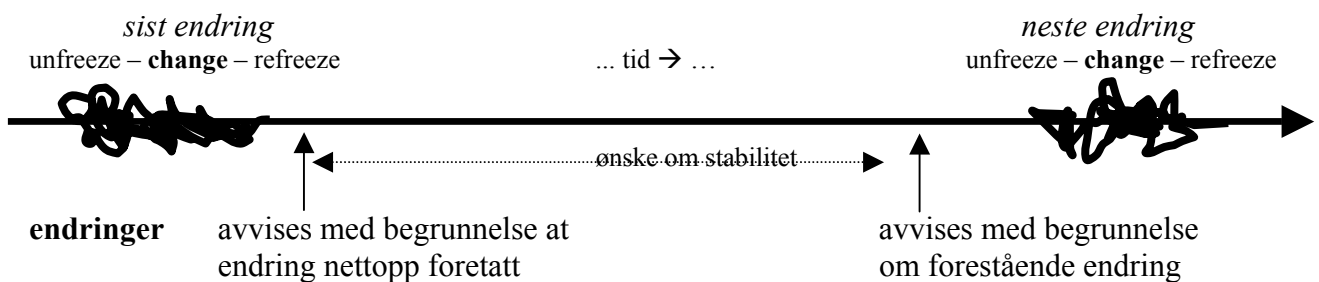 sist endring
neste endring
unfreeze – change – refreeze
... tid → …
unfreeze – change – refreeze
ønske om stabilitet
endringer
avvises med begrunnelse at
endring nettopp foretatt
avvises med begrunnelse
om forestående endring